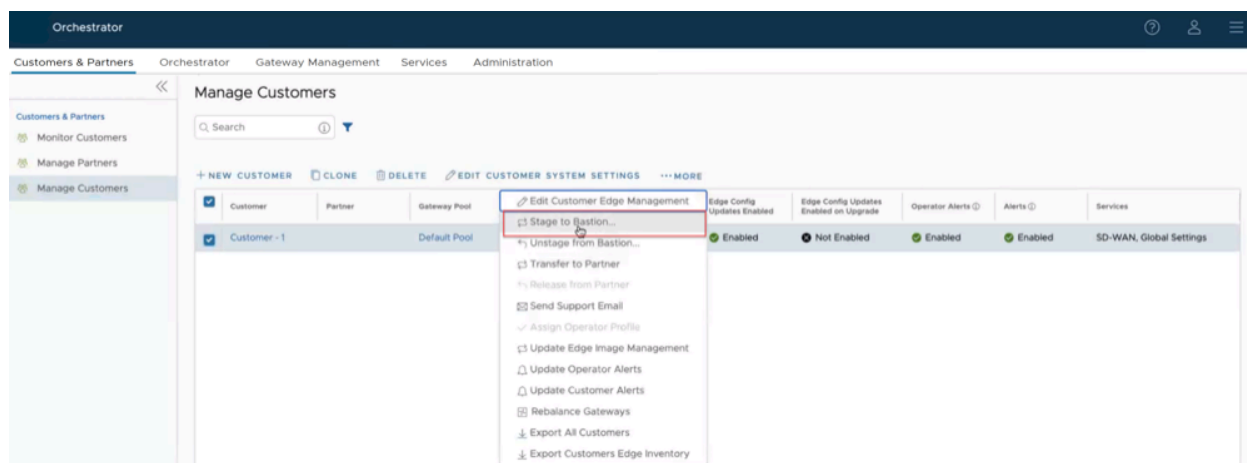 Orchestrator
Customers & Partners Orchestrator Gateway Management Services Administration
Manage Customers
Customers & Partners
Search
Monitor Customers
Manage Partners
Manage Customers
+ NEW CUSTOMER CLONE DELETE EDIT CUSTOMER SYSTEM SETTINGS ··· MORE
Customer Partner Gateway Pool Edge Config Updates Enabled Edge Config Updates Enabled on Upgrade Operator Alerts Alerts Services
Customer - 1 Default Pool Enabled Not Enabled Enabled Enabled SD-WAN, Global Settings
Edit Customer Edge Management
Stage to Bastion...
Unstage from Bastion...
Transfer to Partner
Release from Partner
Send Support Email
Assign Operator Profile
Update Edge Image Management
Update Operator Alerts
Update Customer Alerts
Rebalance Gateways
Export All Customers
Export Customers Edge Inventory